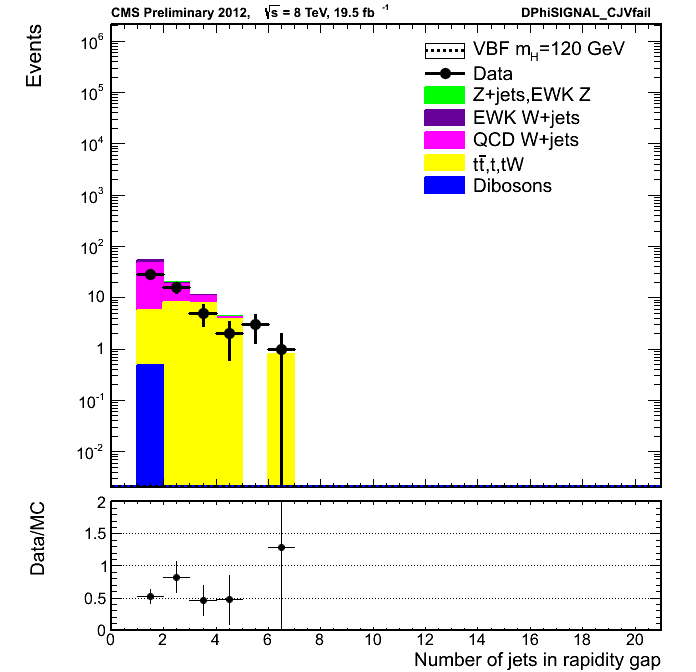 CMS Preliminary 2012, √s = 8 TeV, 19.5 fb⁻¹ DPhiSIGNAL_CJVfail
Events
10⁶
10⁵
10⁴
10³
10²
10
1
10⁻¹
10⁻²
VBF m_H=120 GeV
Data
Z+jets,EWK Z
EWK W+jets
QCD W+jets
tt̄,t,tW
Dibosons
Data/MC
2
1.5
1
0.5
0
0 2 4 6 8 10 12 14 16 18 20
Number of jets in rapidity gap